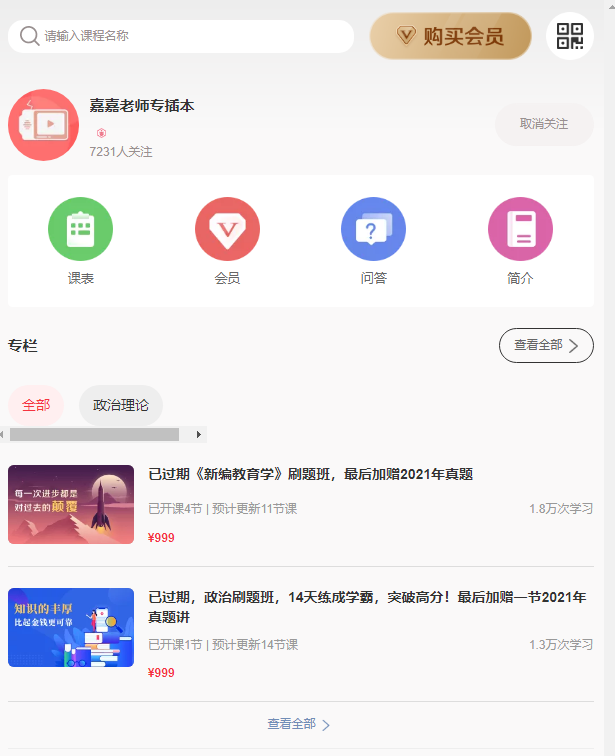 请输入课程名称
购买会员
嘉嘉老师专插本
7231人关注
取消关注
课表
会员
问答
简介
专栏
查看全部
全部
政治理论
每一次进步都是
对过去的颠覆
已过期《新编教育学》刷题班，最后加赠2021年真题
已开课4节 | 预计更新11节课
1.8万次学习
¥999
知识的丰厚
比起金钱更可靠
已过期，政治刷题班，14天练成学霸，突破高分！最后加赠一节2021年
真题讲
已开课1节 | 预计更新14节课
1.3万次学习
¥999
查看全部